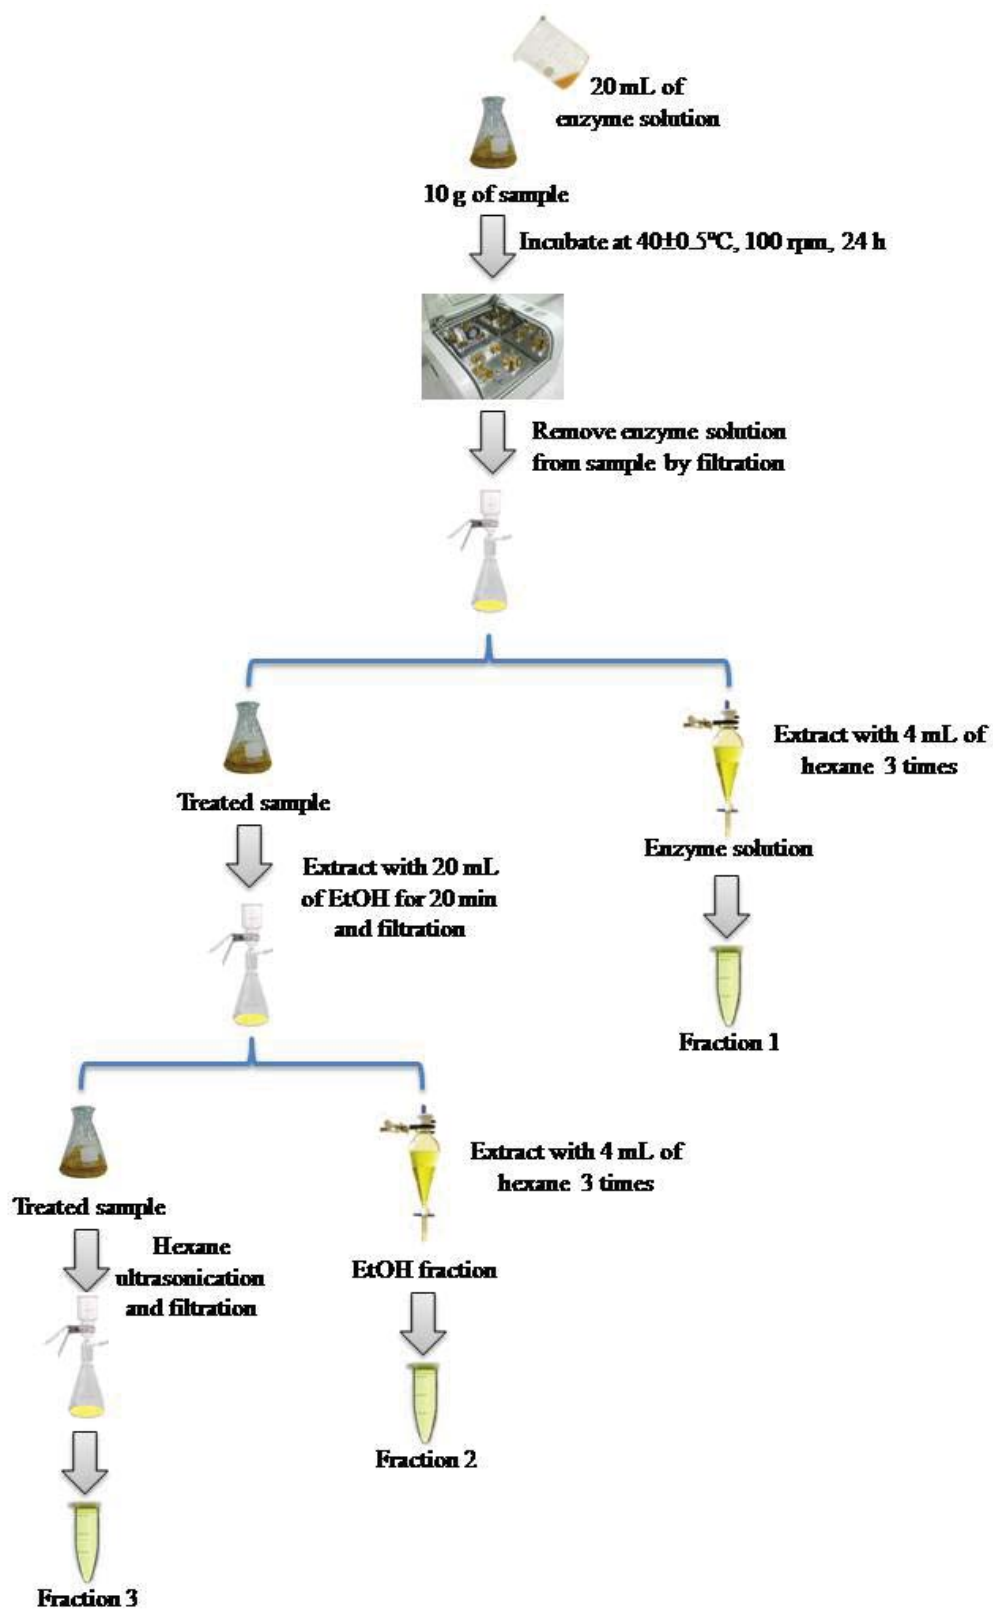 20 mL of
enzyme solution
10 g of sample
Incubate at 40±0.5ºC, 100 rpm, 24 h
Remove enzyme solution
from sample by filtration
Extract with 4 mL of
hexane 3 times
Treated sample
Enzyme solution
Extract with 20 mL
of EtOH for 20 min
and filtration
Fraction 1
Extract with 4 mL of
hexane 3 times
Treated sample
Hexane
ultrasonication
and filtration
EtOH fraction
Fraction 2
Fraction 3